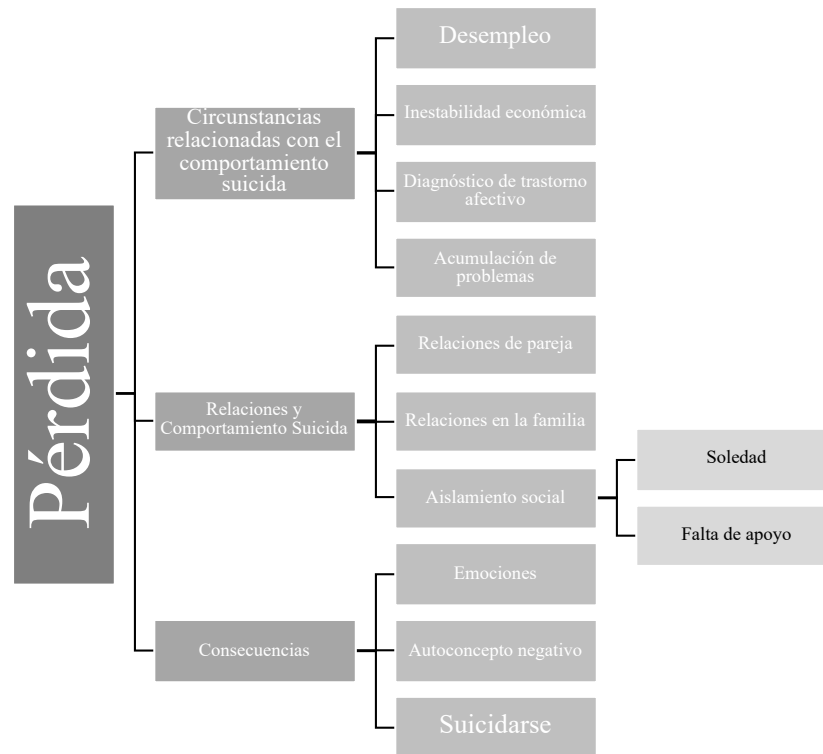 Pérdida
Circunstancias
relacionadas con el
comportamiento
suicida
Desempleo
Inestabilidad económica
Diagnóstico de trastorno
afectivo
Acumulación de
problemas
Relaciones y
Comportamiento Suicida
Relaciones de pareja
Relaciones en la familia
Aislamiento social
Soledad
Falta de apoyo
Consecuencias
Emociones
Autoconcepto negativo
Suicidarse